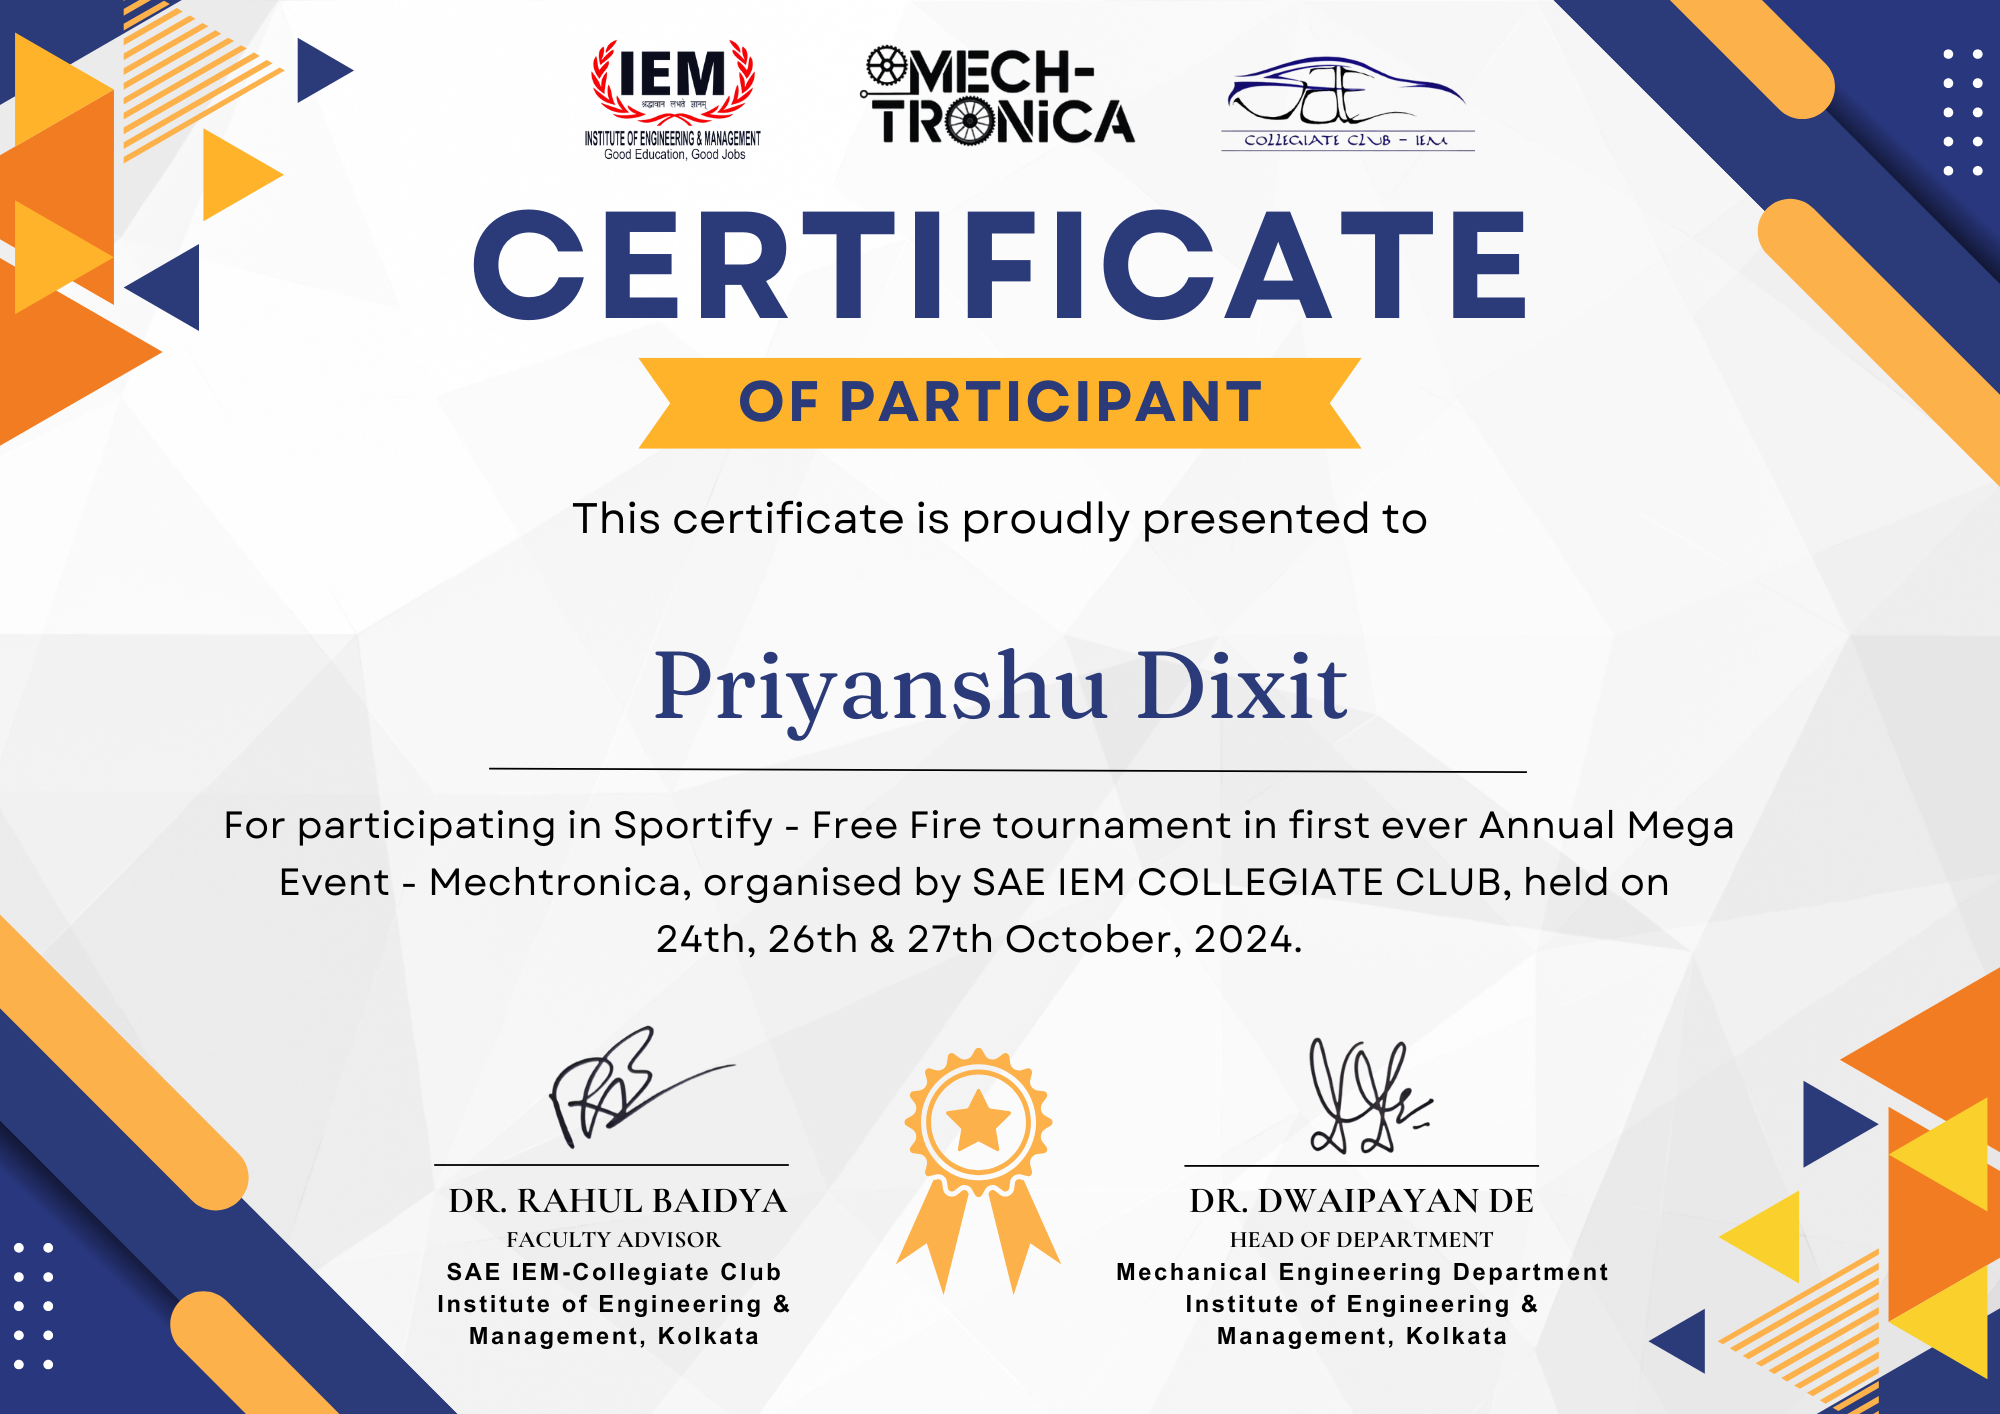 IEM
श्रद्धावान लभते ज्ञानम्
INSTITUTE OF ENGINEERING & MANAGEMENT
Good Education, Good Jobs
MECH-
TRONiCA
SAE
COLLEGIATE CLUB - IEM
CERTIFICATE
OF PARTICIPANT
This certificate is proudly presented to
Priyanshu Dixit
For participating in Sportify - Free Fire tournament in first ever Annual Mega
Event - Mechtronica, organised by SAE IEM COLLEGIATE CLUB, held on
24th, 26th & 27th October, 2024.
DR. RAHUL BAIDYA
FACULTY ADVISOR
SAE IEM-Collegiate Club
Institute of Engineering &
Management, Kolkata
DR. DWAIPAYAN DE
HEAD OF DEPARTMENT
Mechanical Engineering Department
Institute of Engineering &
Management, Kolkata